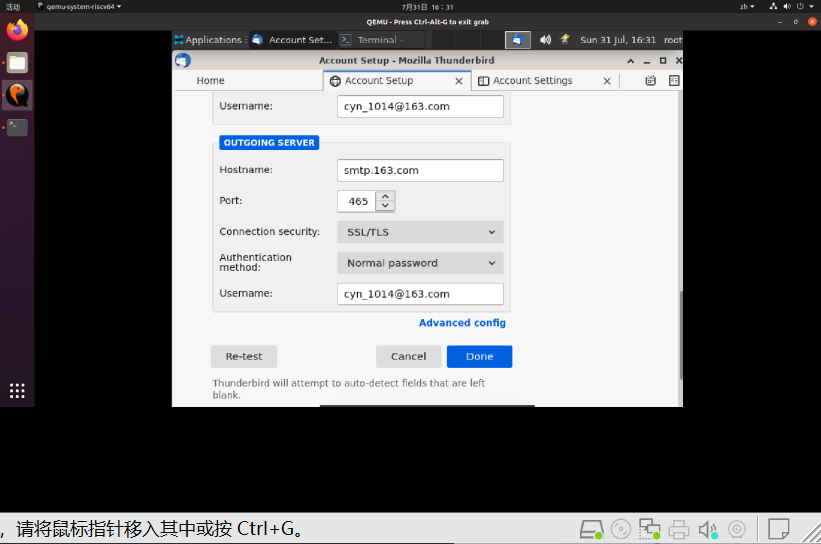 活动 qemu-system-riscv64 7月31日 16：31 zh
QEMU - Press Ctrl-Alt-G to exit grab
Applications Account Set... Terminal - Sun 31 Jul, 16:31 root
Account Setup - Mozilla Thunderbird
Home Account Setup Account Settings
Username: cyn_1014@163.com
OUTGOING SERVER
Hostname: smtp.163.com
Port: 465
Connection security: SSL/TLS
Authentication
method: Normal password
Username: cyn_1014@163.com
Advanced config
Re-test Cancel Done
Thunderbird will attempt to auto-detect fields that are left
blank.
，请将鼠标指针移入其中或按 Ctrl+G。